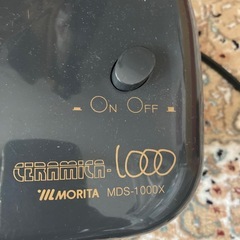 ON OFF
CERAMICA-1000
MORITA MDS-1000X